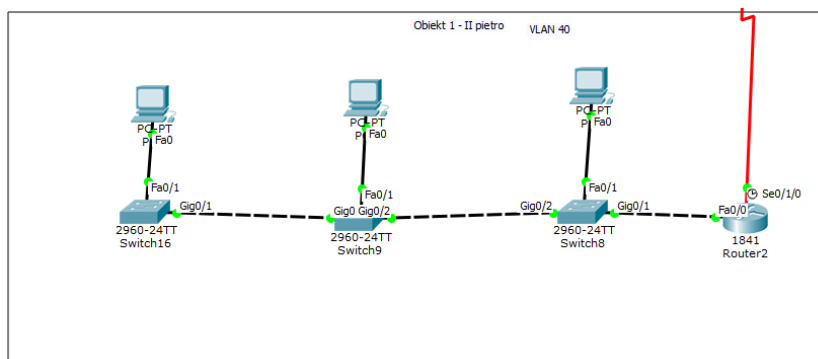 Obiekt 1 - II pietro
VLAN 40
PC-PT
Fa0
PC-PT
Fa0
PC-PT
Fa0
Fa0/1
Gig0/1
2960-24TT
Switch16
Fa0/1
Gig0
Gig0/2
2960-24TT
Switch9
Fa0/1
Gig0/2
Gig0/1
2960-24TT
Switch8
Se0/1/0
Fa0/0
1841
Router2